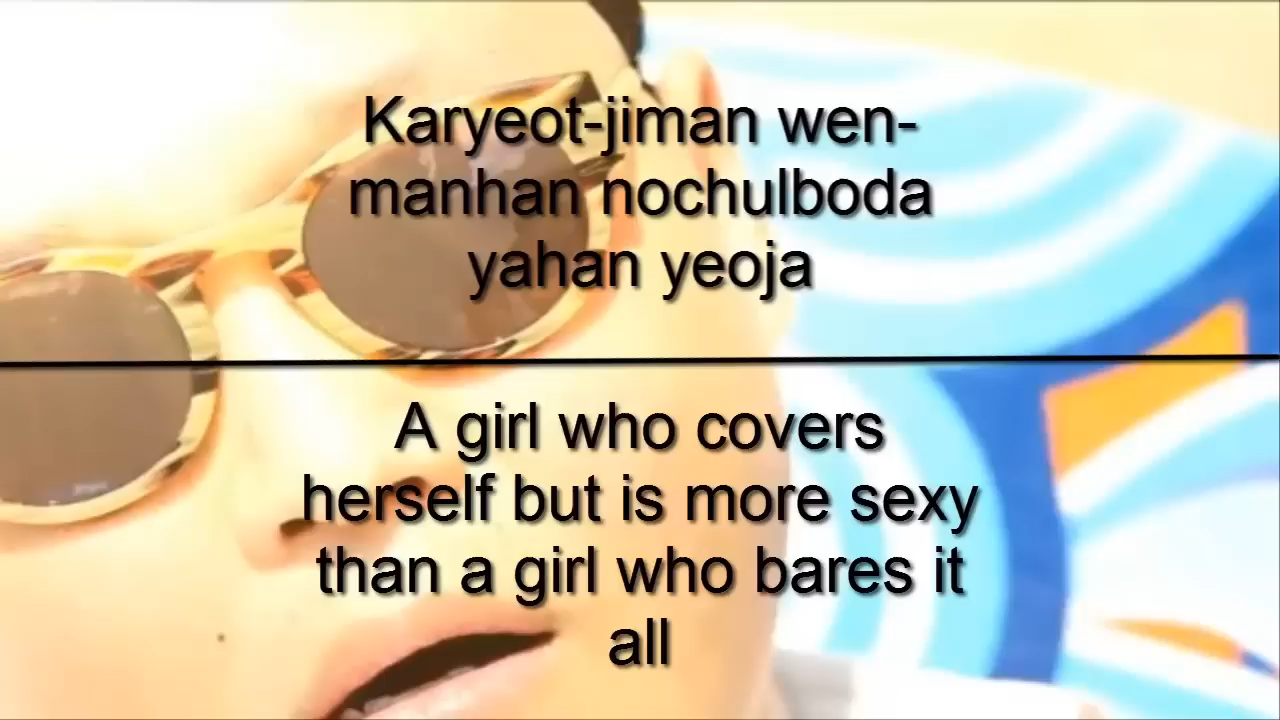 Karyeot-jiman wen-
manhan nochulboda
yahan yeoja
A girl who covers
herself but is more sexy
than a girl who bares it
all